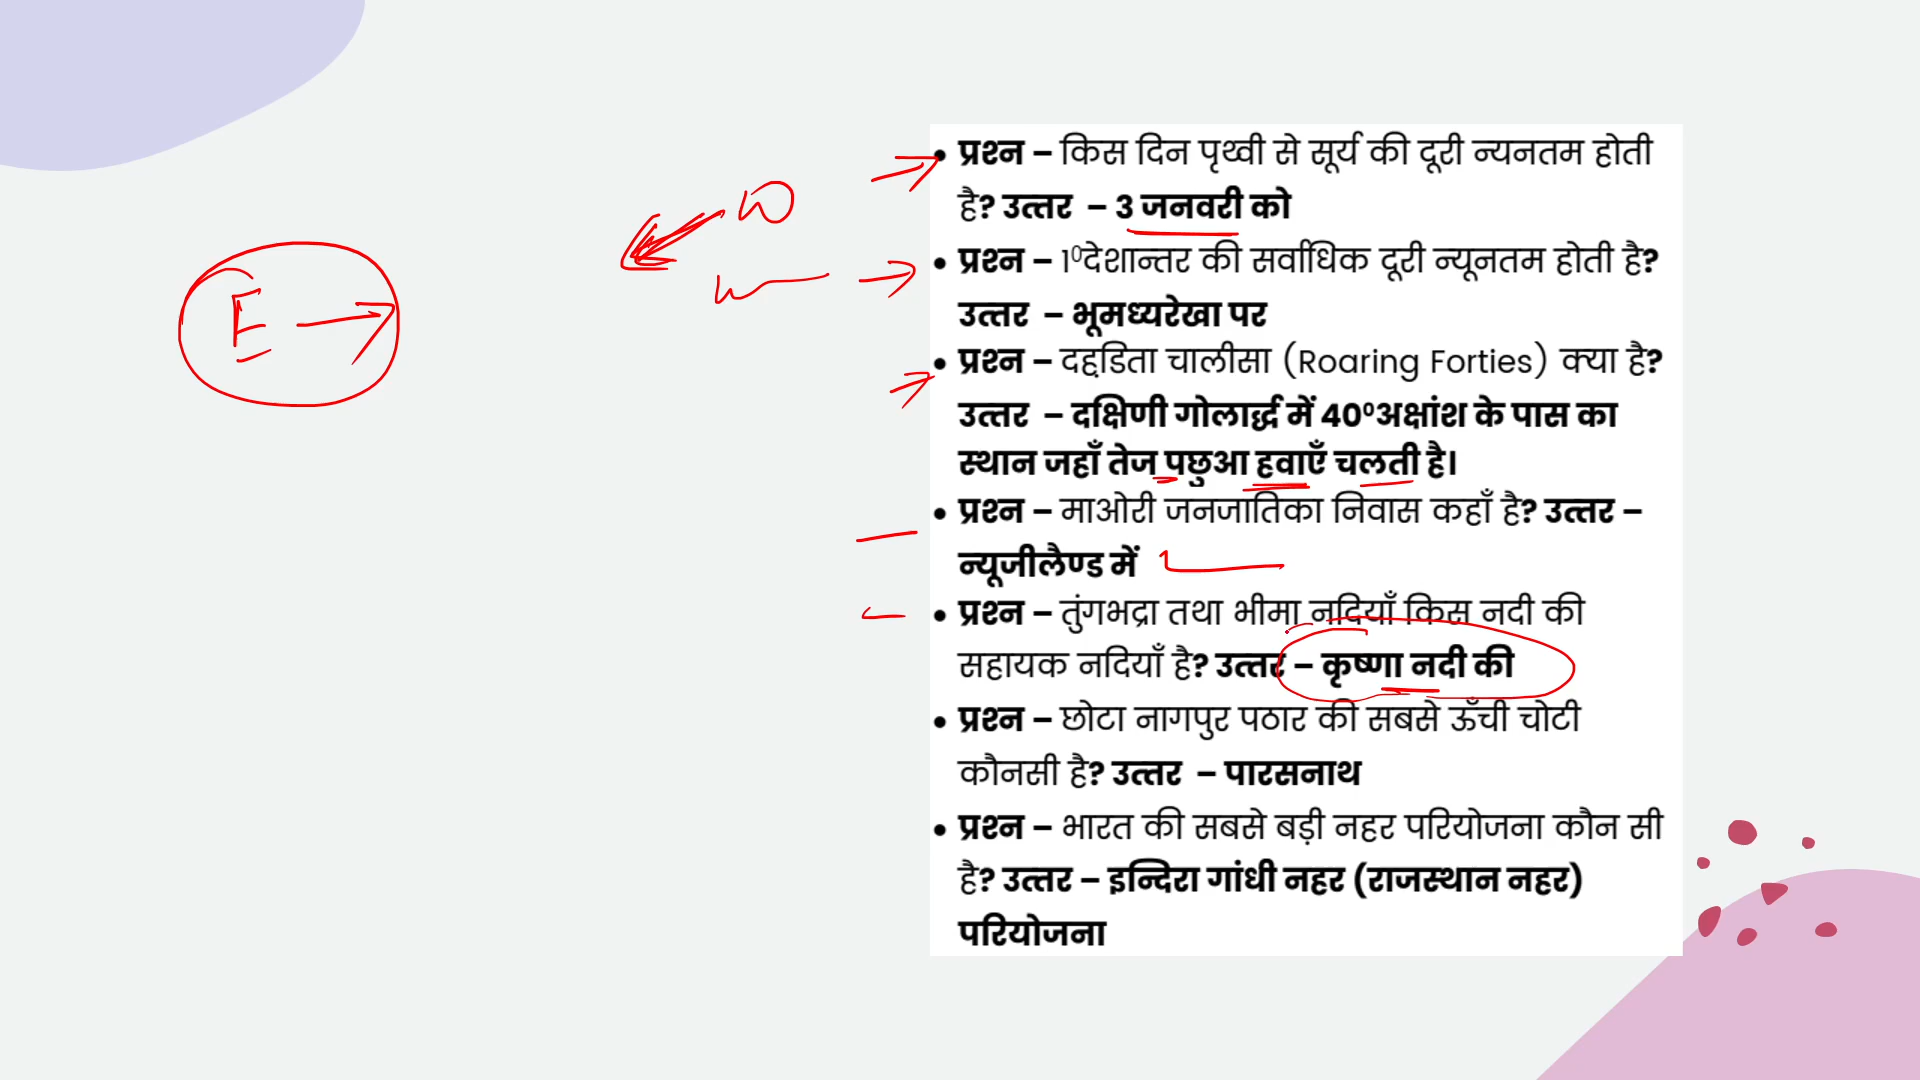 • प्रश्न – किस दिन पृथ्वी से सूर्य की दूरी न्यनतम होती
है? उत्तर – 3 जनवरी को
• प्रश्न – 1⁰देशान्तर की सर्वाधिक दूरी न्यूनतम होती है?
उत्तर – भूमध्यरेखा पर
• प्रश्न – दहडिता चालीसा (Roaring Forties) क्या है?
उत्तर – दक्षिणी गोलार्द्ध में 40⁰अक्षांश के पास का
स्थान जहाँ तेज पछुआ हवाएँ चलती है।
• प्रश्न – माओरी जनजातिका निवास कहाँ है? उत्तर –
न्यूजीलैण्ड में
• प्रश्न – तुंगभद्रा तथा भीमा नदियाँ किस नदी की
सहायक नदियाँ है? उत्तर – कृष्णा नदी की
• प्रश्न – छोटा नागपुर पठार की सबसे ऊँची चोटी
कौनसी है? उत्तर – पारसनाथ
• प्रश्न – भारत की सबसे बड़ी नहर परियोजना कौन सी
है? उत्तर – इन्दिरा गांधी नहर (राजस्थान नहर)
परियोजना
E
W